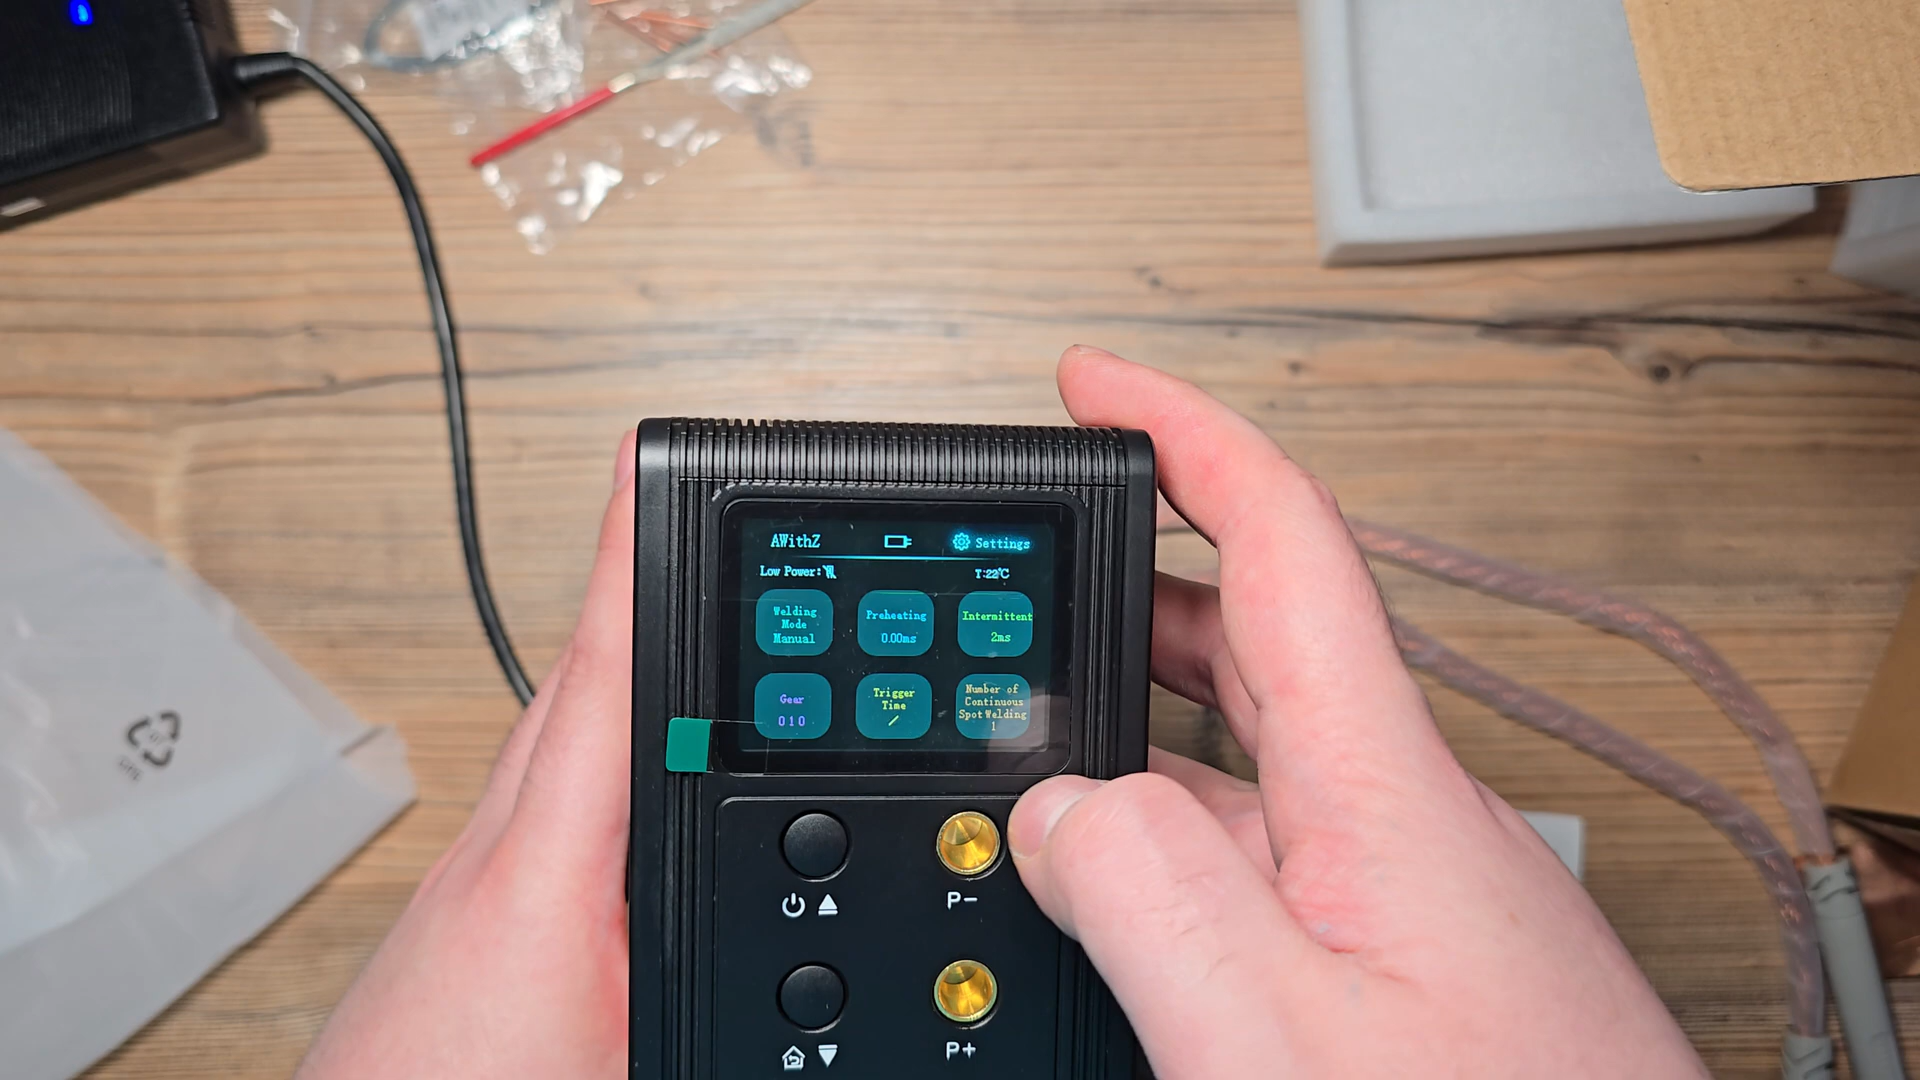 AWithZ
Settings
Low Power:
T:22℃
Welding
Mode
Manual
Preheating
0.00ms
Intermittent
2ms
Gear
010
Trigger
Time
/
Number of
Continuous
Spot Welding
1
P-
P+